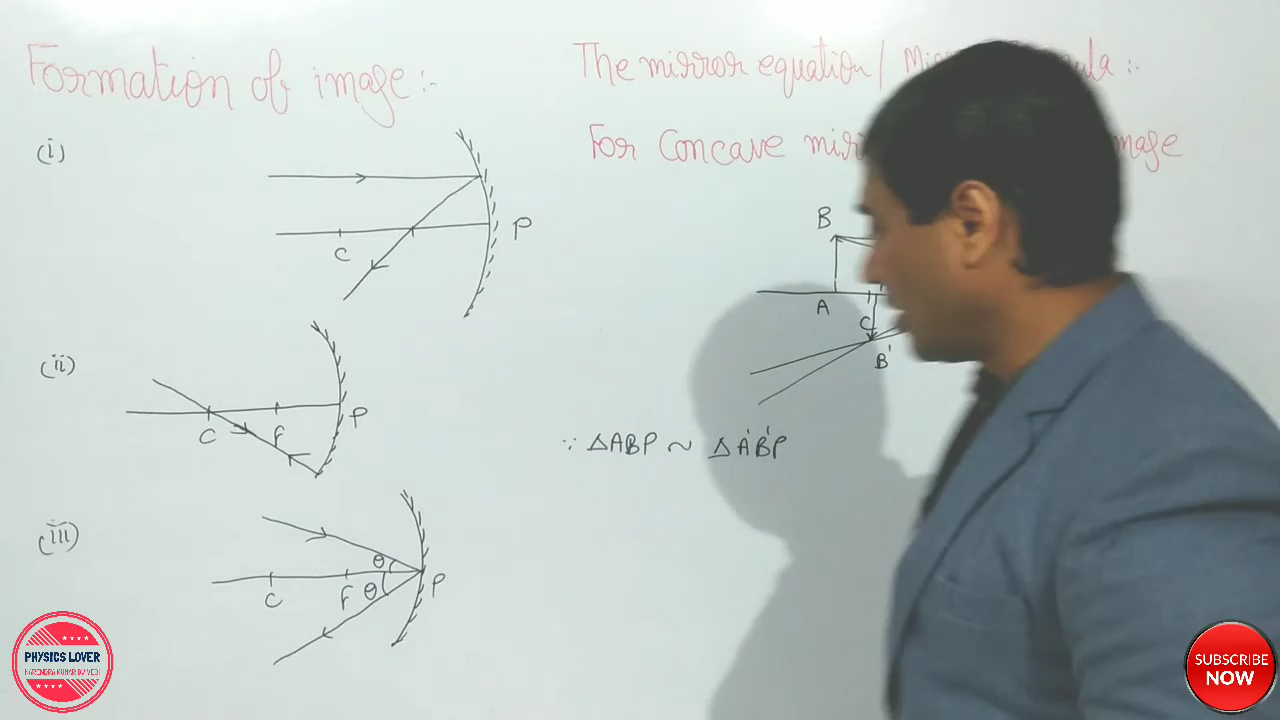 Formation of image :-
(i)
C
P
(ii)
C
F
P
(iii)
θ
θ
C
F
P
The mirror equation /
For Concave
B
A
C
B'
∵ ΔABP ~ ΔA'B'P
PHYSICS LOVER
SUBSCRIBE
NOW